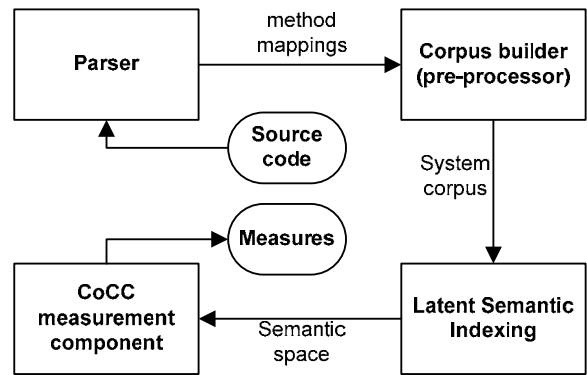 Parser
method
mappings
Corpus builder
(pre-processor)
Source
code
System
corpus
Measures
CoCC
measurement
component
Semantic
space
Latent Semantic
Indexing